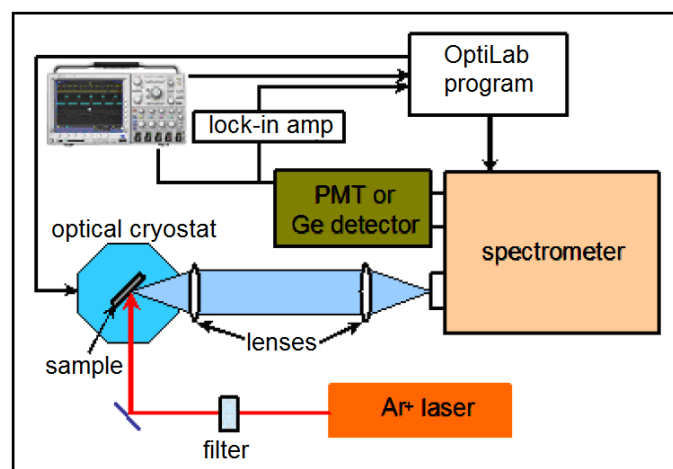 OptiLab
program
lock-in amp
PMT or
Ge detector
optical cryostat
spectrometer
lenses
sample
Ar+ laser
filter